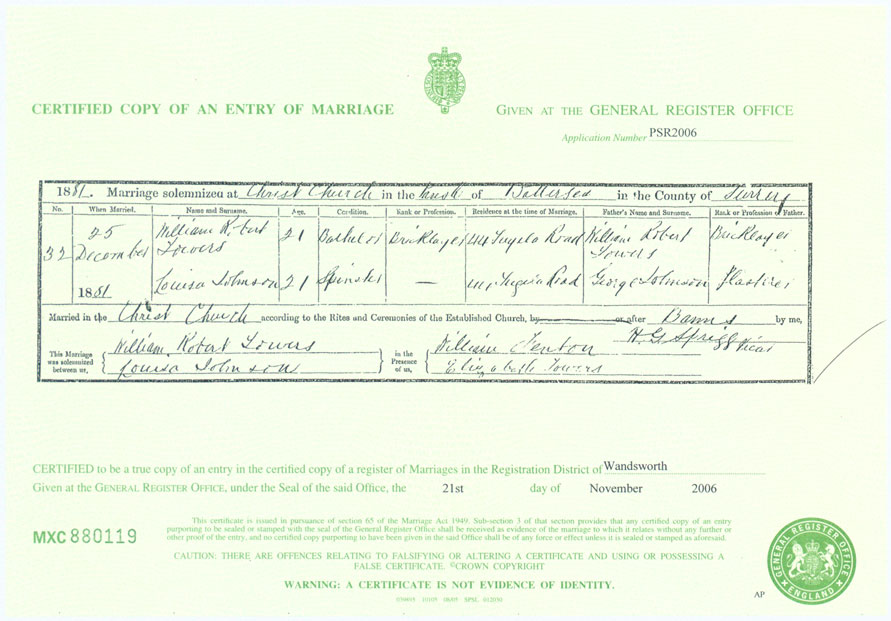 CERTIFIED COPY OF AN ENTRY OF MARRIAGE
GIVEN AT THE GENERAL REGISTER OFFICE
Application Number PSR2006
1881. Marriage solemnized at Christ Church in the Parish of Battersea in the County of Surrey
No. When Married. Name and Surname. Age. Condition. Rank or Profession. Residence at the time of Marriage. Father's Name and Surname. Rank or Profession of Father.
32 25 December 1881 William Robert Towers 21 Bachelor Bricklayer Road William Robert Towers Bricklayer
Louisa Johnson 21 Spinster — Road George Johnson Plasterer
Married in the Christ Church according to the Rites and Ceremonies of the Established Church, by or after Banns by me,
H. G. Sprigg Vicar
This Marriage was solemnized between us, William Robert Towers Louisa Johnson in the Presence of us, William Fenton Elizabeth Towers
CERTIFIED to be a true copy of an entry in the certified copy of a register of Marriages in the Registration District of Wandsworth
Given at the GENERAL REGISTER OFFICE, under the Seal of the said Office, the 21st day of November 2006
MXC 880119
This certificate is issued in pursuance of section 65 of the Marriage Act 1949. Sub-section 3 of that section provides that any certified copy of an entry
purporting to be sealed or stamped with the seal of the General Register Office shall be received as evidence of the marriage to which it relates without any further or
other proof of the entry, and no certified copy purporting to have been given in the said Office shall be of any force or effect unless it is sealed or stamped as aforesaid.
CAUTION: THERE ARE OFFENCES RELATING TO FALSIFYING OR ALTERING A CERTIFICATE AND USING OR POSSESSING A
FALSE CERTIFICATE. ©CROWN COPYRIGHT
WARNING: A CERTIFICATE IS NOT EVIDENCE OF IDENTITY.
AP
GENERAL REGISTER OFFICE
ENGLAND